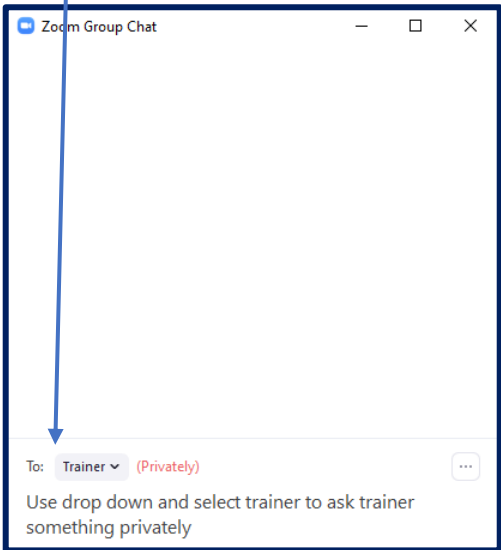 Zoom Group Chat
To: Trainer (Privately)
Use drop down and select trainer to ask trainer
something privately